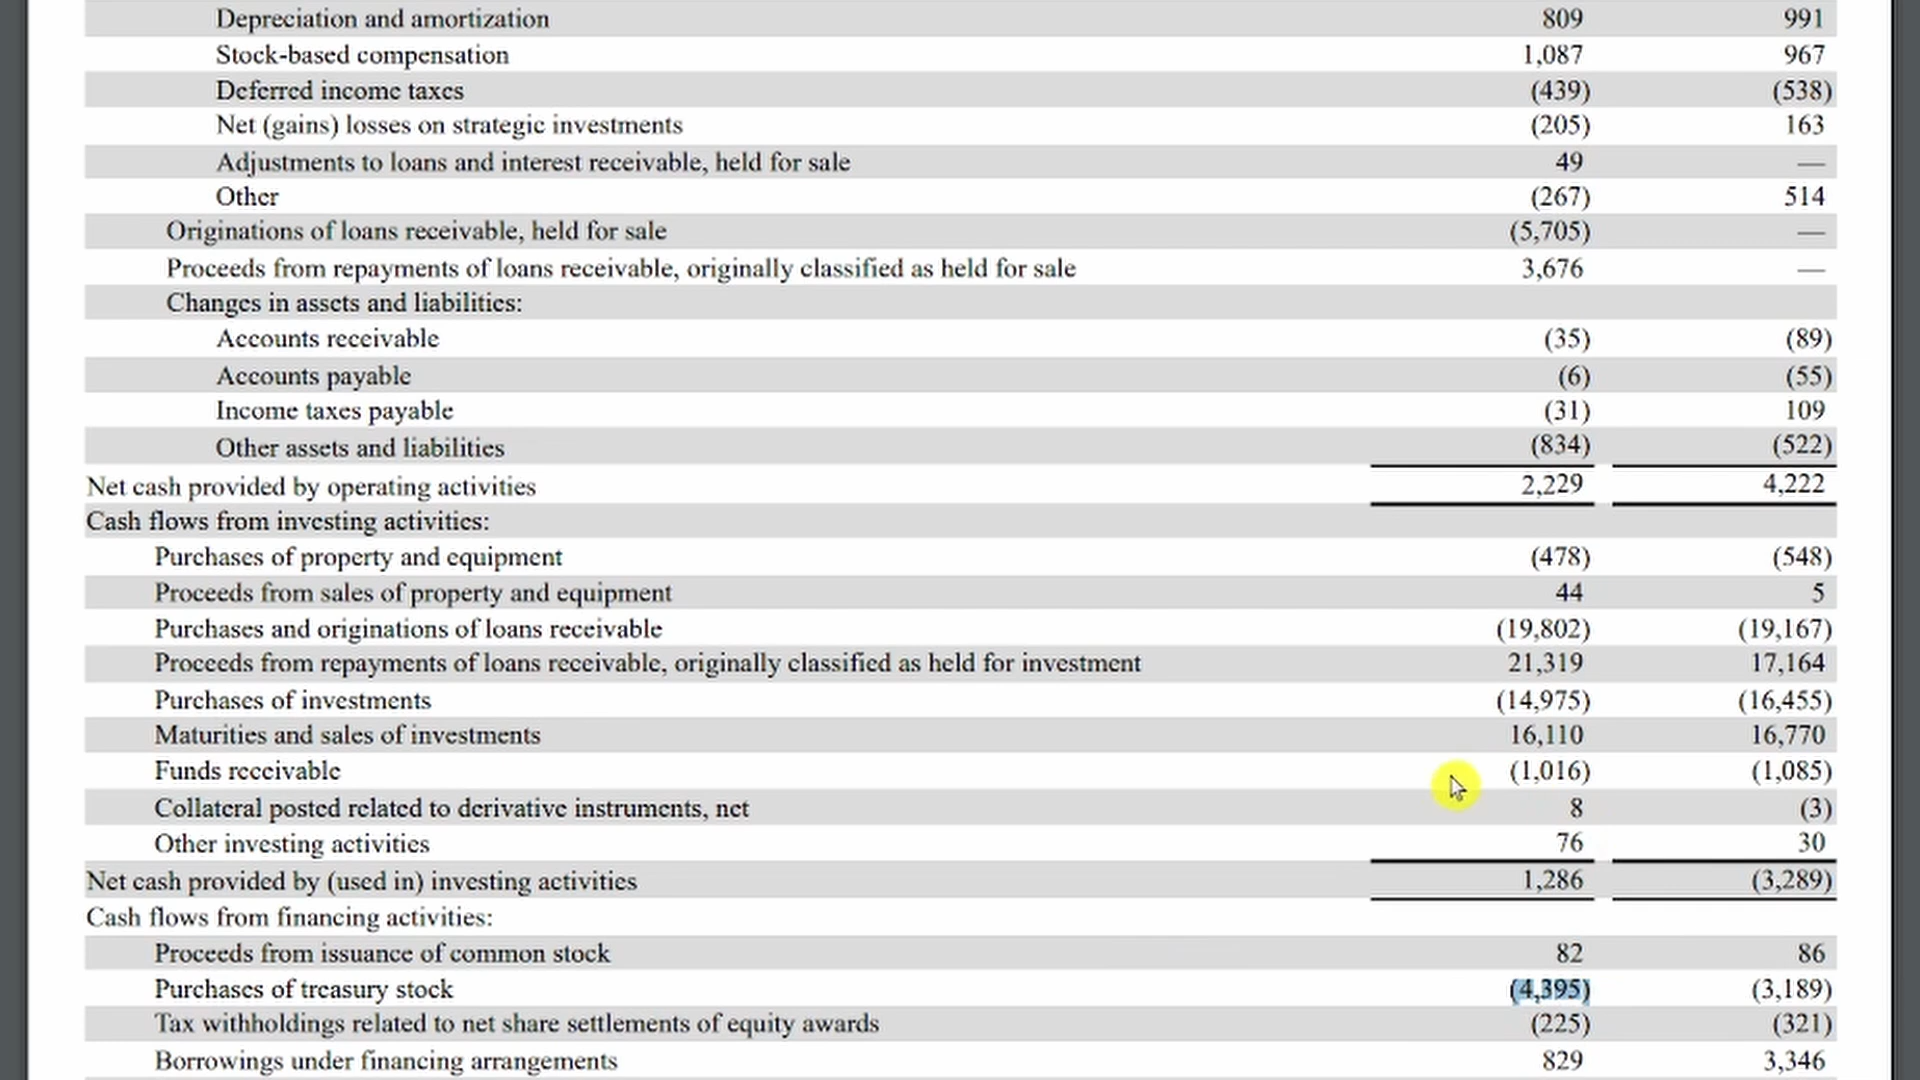 Depreciation and amortization 809 991
Stock-based compensation 1,087 967
Deferred income taxes (439) (538)
Net (gains) losses on strategic investments (205) 163
Adjustments to loans and interest receivable, held for sale 49 —
Other (267) 514
Originations of loans receivable, held for sale (5,705) —
Proceeds from repayments of loans receivable, originally classified as held for sale 3,676 —
Changes in assets and liabilities:
Accounts receivable (35) (89)
Accounts payable (6) (55)
Income taxes payable (31) 109
Other assets and liabilities (834) (522)
Net cash provided by operating activities 2,229 4,222
Cash flows from investing activities:
Purchases of property and equipment (478) (548)
Proceeds from sales of property and equipment 44 5
Purchases and originations of loans receivable (19,802) (19,167)
Proceeds from repayments of loans receivable, originally classified as held for investment 21,319 17,164
Purchases of investments (14,975) (16,455)
Maturities and sales of investments 16,110 16,770
Funds receivable (1,016) (1,085)
Collateral posted related to derivative instruments, net 8 (3)
Other investing activities 76 30
Net cash provided by (used in) investing activities 1,286 (3,289)
Cash flows from financing activities:
Proceeds from issuance of common stock 82 86
Purchases of treasury stock (4,395) (3,189)
Tax withholdings related to net share settlements of equity awards (225) (321)
Borrowings under financing arrangements 829 3,346